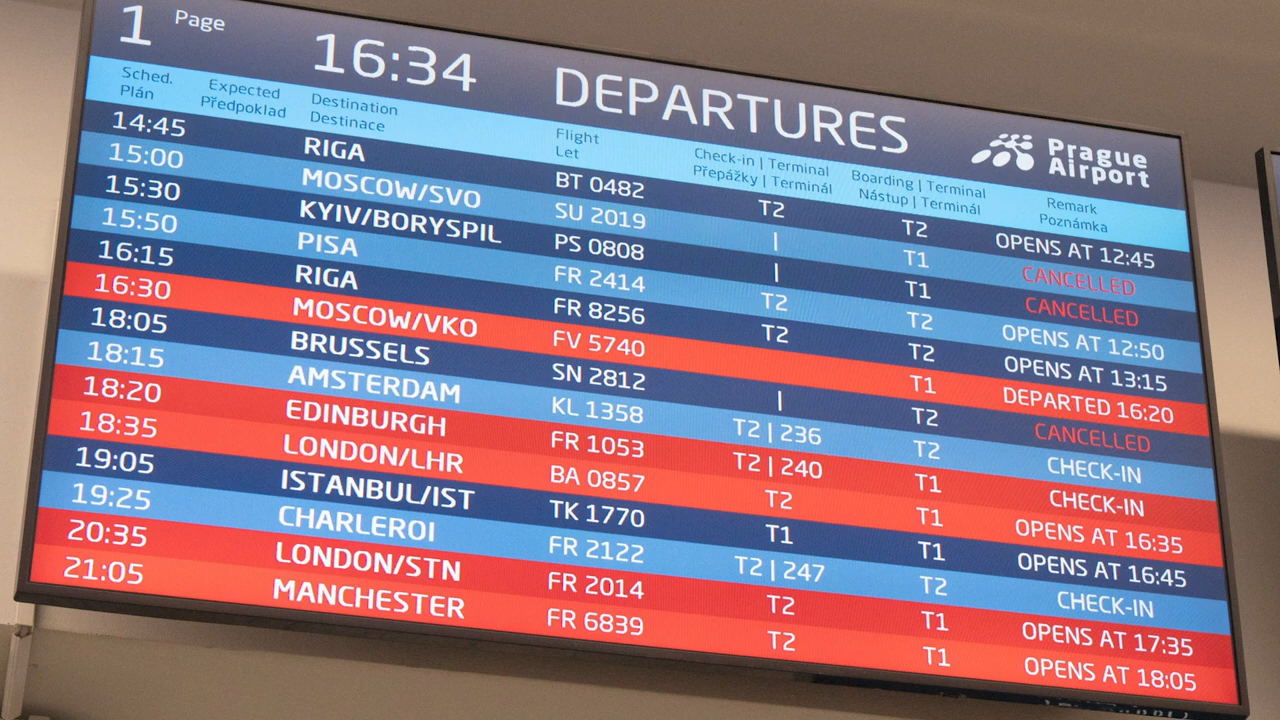 1 Page 16:34 DEPARTURES Prague
Airport
Sched. Expected Destination Flight Check-in | Terminal Boarding | Terminal Remark
Plán Předpoklad Destinace Let Přepážky | Terminál Nástup | Terminál Poznámka
14:45 RIGA BT 0482 T2 T2 OPENS AT 12:45
15:00 MOSCOW/SVO SU 2019 | T1 CANCELLED
15:30 KYIV/BORYSPIL PS 0808 | T1 CANCELLED
15:50 PISA FR 2414 T2 T2 OPENS AT 12:50
16:15 RIGA FR 8256 T2 T2 OPENS AT 13:15
16:30 MOSCOW/VKO FV 5740 T1 DEPARTED 16:20
18:05 BRUSSELS SN 2812 | T2 CANCELLED
18:15 AMSTERDAM KL 1358 T2 | 236 T2 CHECK-IN
18:20 EDINBURGH FR 1053 T2 | 240 T1 CHECK-IN
18:35 LONDON/LHR BA 0857 T2 T1 OPENS AT 16:35
19:05 ISTANBUL/IST TK 1770 T1 T1 OPENS AT 16:45
19:25 CHARLEROI FR 2122 T2 | 247 T2 CHECK-IN
20:35 LONDON/STN FR 2014 T2 T1 OPENS AT 17:35
21:05 MANCHESTER FR 6839 T2 T1 OPENS AT 18:05